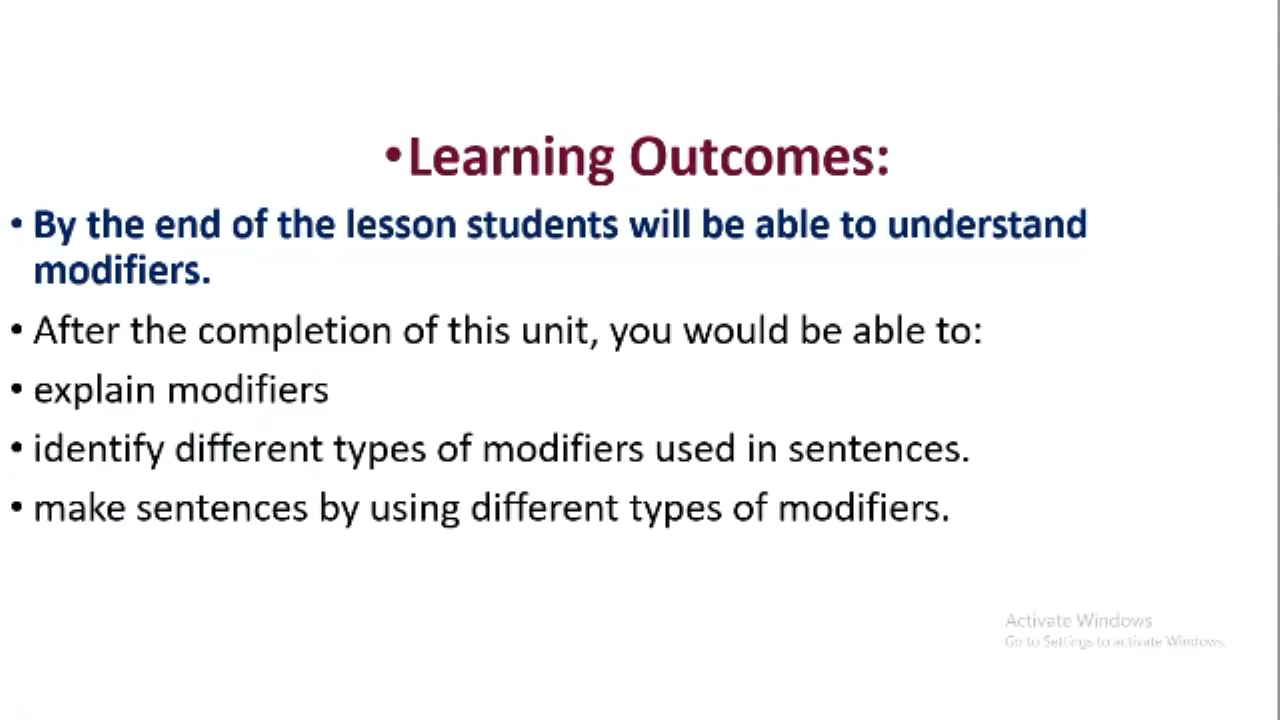 •Learning Outcomes:
• By the end of the lesson students will be able to understand
modifiers.
• After the completion of this unit, you would be able to:
• explain modifiers
• identify different types of modifiers used in sentences.
• make sentences by using different types of modifiers.
Activate Windows
Go to Settings to activate Windows.